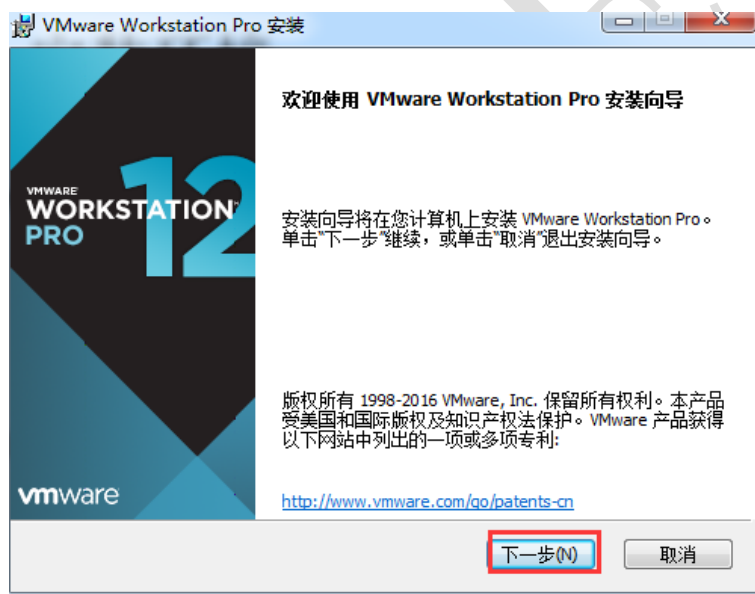 VMware Workstation Pro 安装
欢迎使用 VMware Workstation Pro 安装向导
VMWARE
WORKSTATION™
PRO
12
安装向导将在您计算机上安装 VMware Workstation Pro。
单击"下一步"继续，或单击"取消"退出安装向导。
版权所有 1998-2016 VMware, Inc. 保留所有权利。本产品
受美国和国际版权及知识产权法保护。VMware 产品获得
以下网站中列出的一项或多项专利:
http://www.vmware.com/go/patents-cn
vmware
下一步(N)
取消